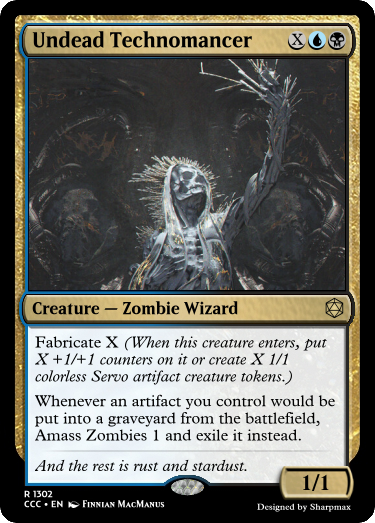 Undead Technomancer X
Creature — Zombie Wizard
Fabricate X (When this creature enters, put
X +1/+1 counters on it or create X 1/1
colorless Servo artifact creature tokens.)
Whenever an artifact you control would be
put into a graveyard from the battlefield,
Amass Zombies 1 and exile it instead.
And the rest is rust and stardust.
1/1
R 1302
CCC • EN Finnian MacManus
Designed by Sharpmax